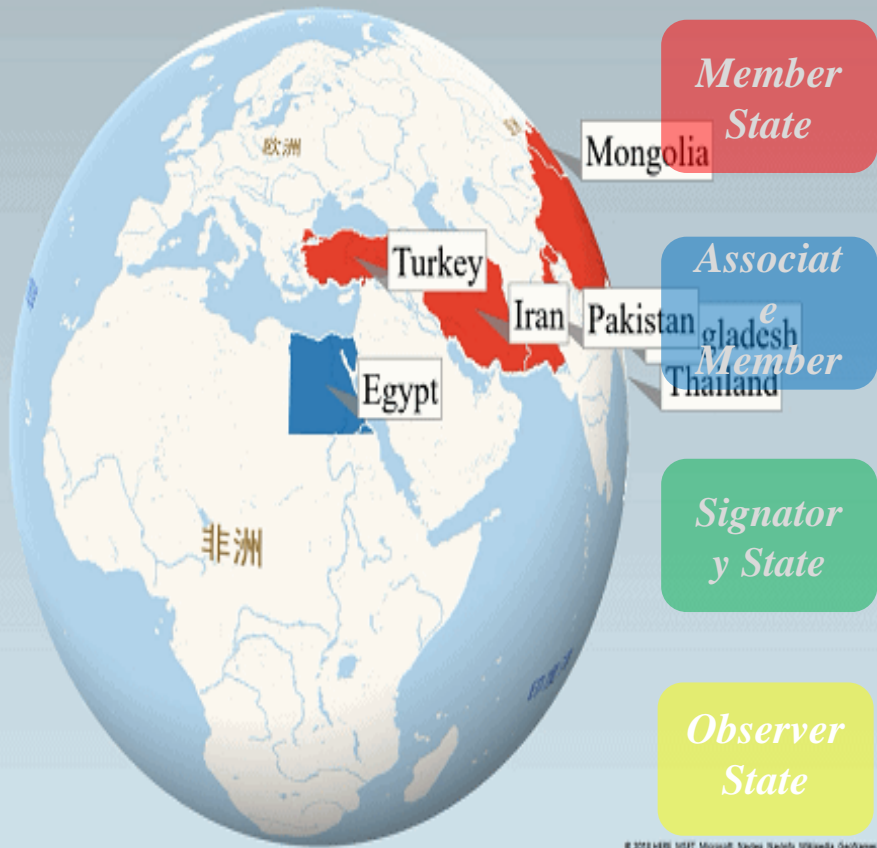 Member
State
Mongolia
欧洲
Turkey
Associat
e
Member
Iran
Pakistan
gladesh
Thailand
Egypt
Signator
y State
非洲
Observer
State